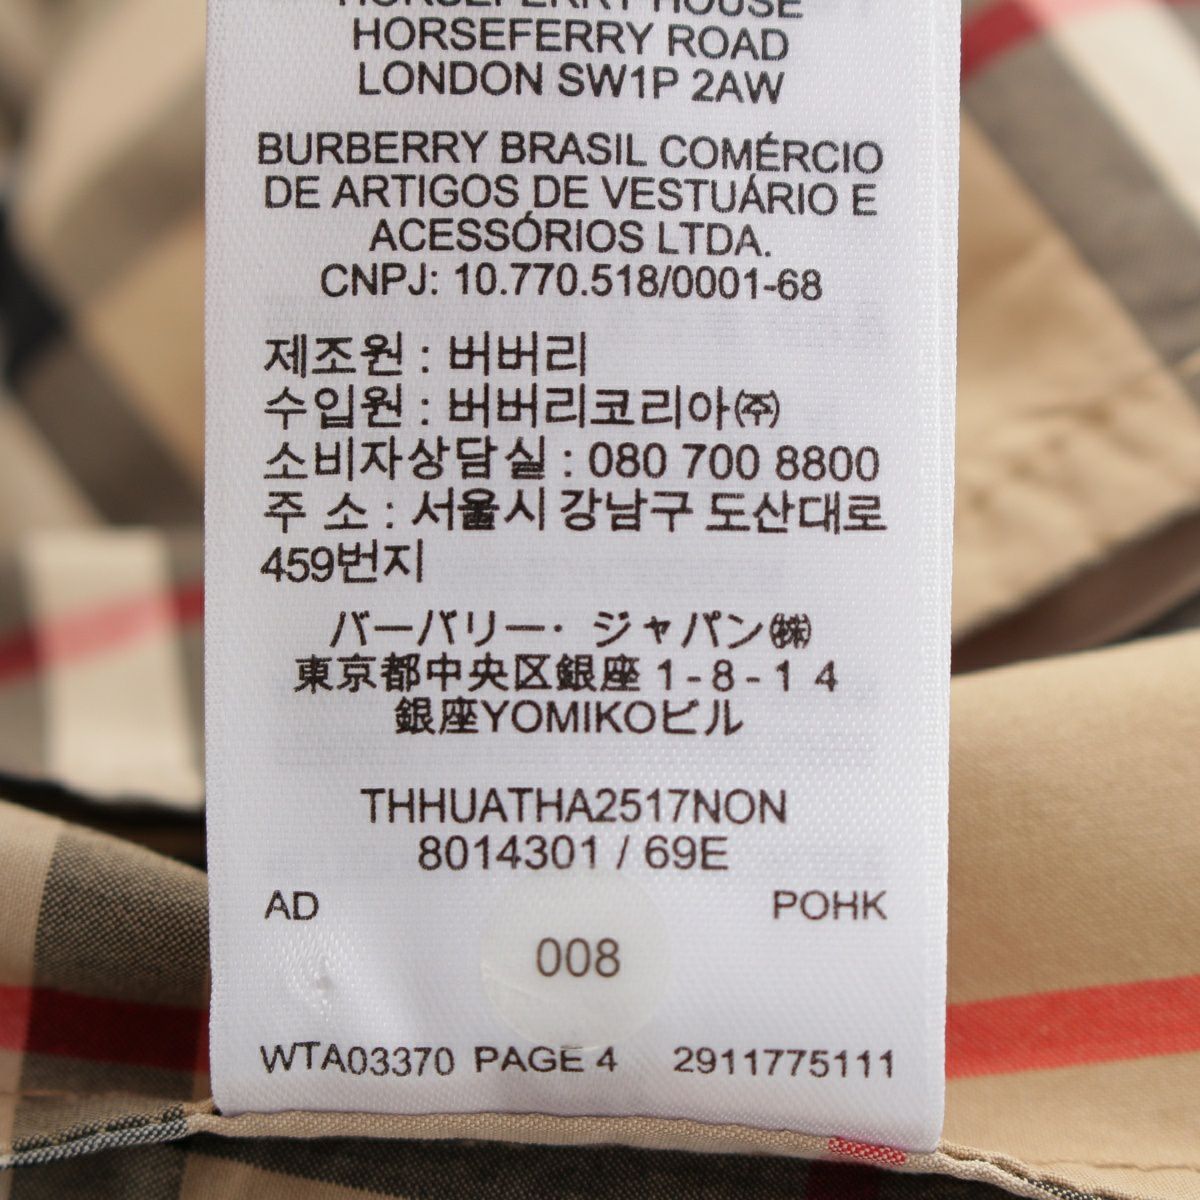 HORSEFERRY HOUSE
HORSEFERRY ROAD
LONDON SW1P 2AW
BURBERRY BRASIL COMÉRCIO
DE ARTIGOS DE VESTUÁRIO E
ACESSÓRIOS LTDA.
CNPJ: 10.770.518/0001-68
제조원 : 버버리
수입원 : 버버리코리아㈜
소비자상담실 : 080 700 8800
주 소 : 서울시 강남구 도산대로
459번지
バーバリー・ジャパン㈱
東京都中央区銀座 1-8-14
銀座YOMIKOビル
THHUATHA2517NON
8014301 / 69E
AD POHK
008
WTA03370 PAGE 4 2911775111